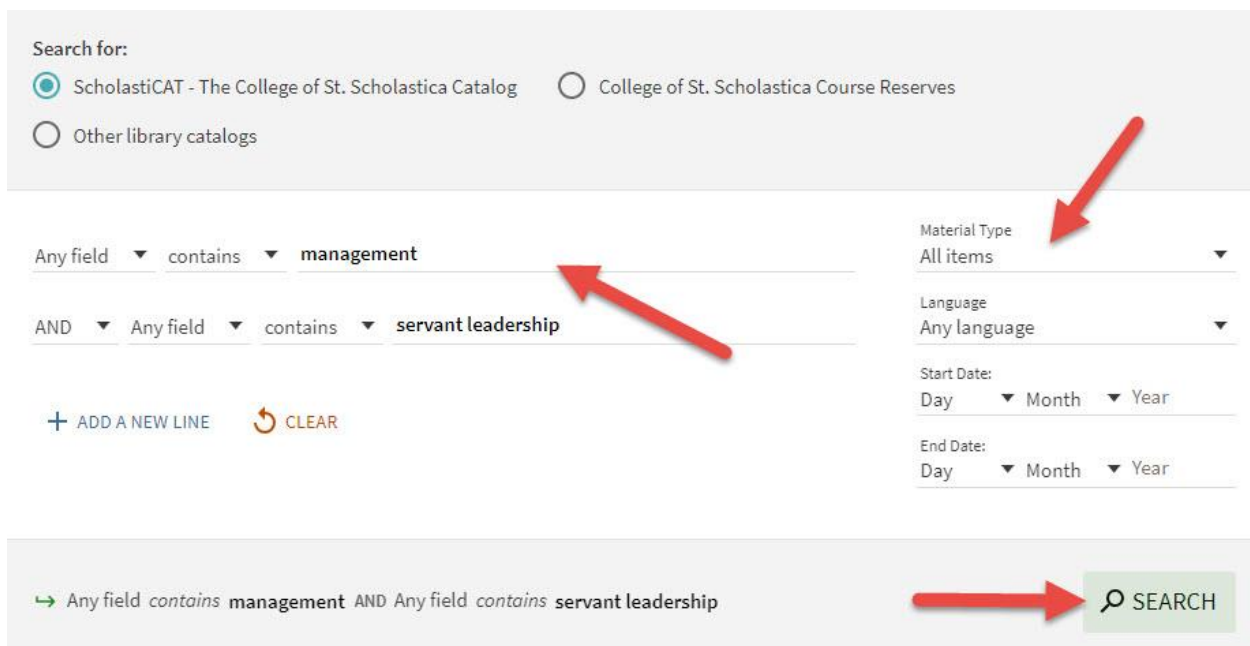 Search for:
ScholastiCAT - The College of St. Scholastica Catalog
College of St. Scholastica Course Reserves
Other library catalogs
Any field contains management
AND Any field contains servant leadership
+ ADD A NEW LINE CLEAR
Material Type
All items
Language
Any language
Start Date:
Day Month Year
End Date:
Day Month Year
Any field contains management AND Any field contains servant leadership
SEARCH